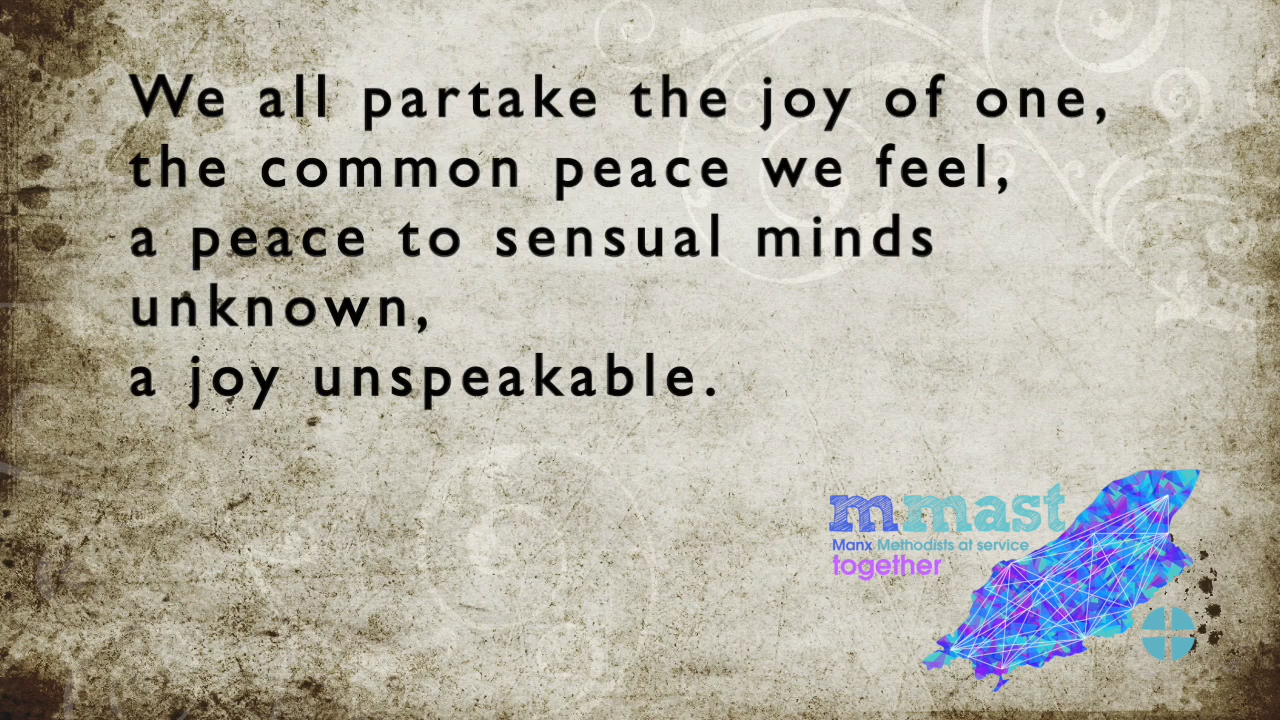 We all partake the joy of one,
the common peace we feel,
a peace to sensual minds
unknown,
a joy unspeakable.
mmast
Manx Methodists at service
together